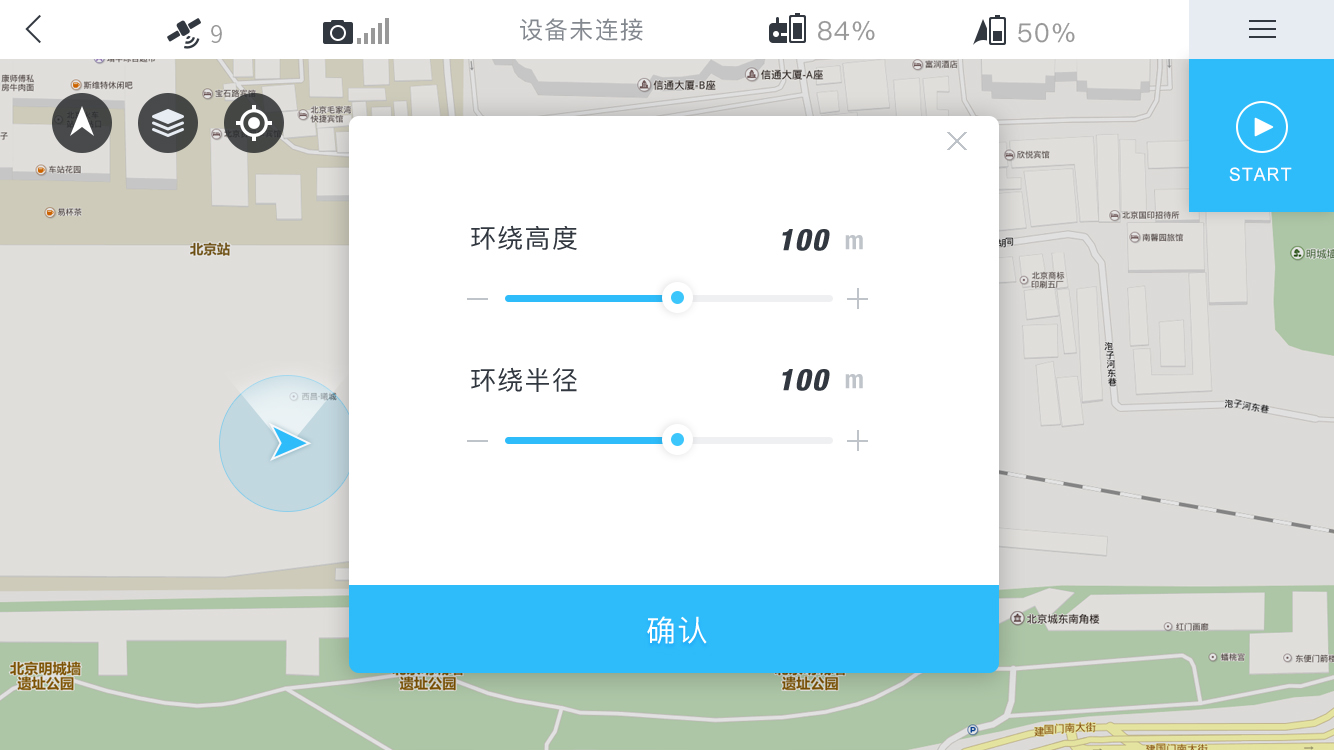 9
设备未连接
84%
50%
康师傅私
房牛肉面
斯维特休闲吧
宝石路宾馆
北京毛家湾
快捷宾馆
信通大厦-B座
信通大厦-A座
富润酒店
START
车站花园
易杯茶
欣悦宾馆
北京国印招待所
南馨园旅馆
北京站
胡同
明城墙
北京商标
印刷五厂
环绕高度
100 m
环绕半径
100 m
泡子河东巷
泡子河东巷
确认
北京城东南角楼
红门画廊
蟠桃宫
东便门箭楼
北京明城墙
遗址公园
遗址公园
遗址公园
P
建国门南大街
建国门南大街